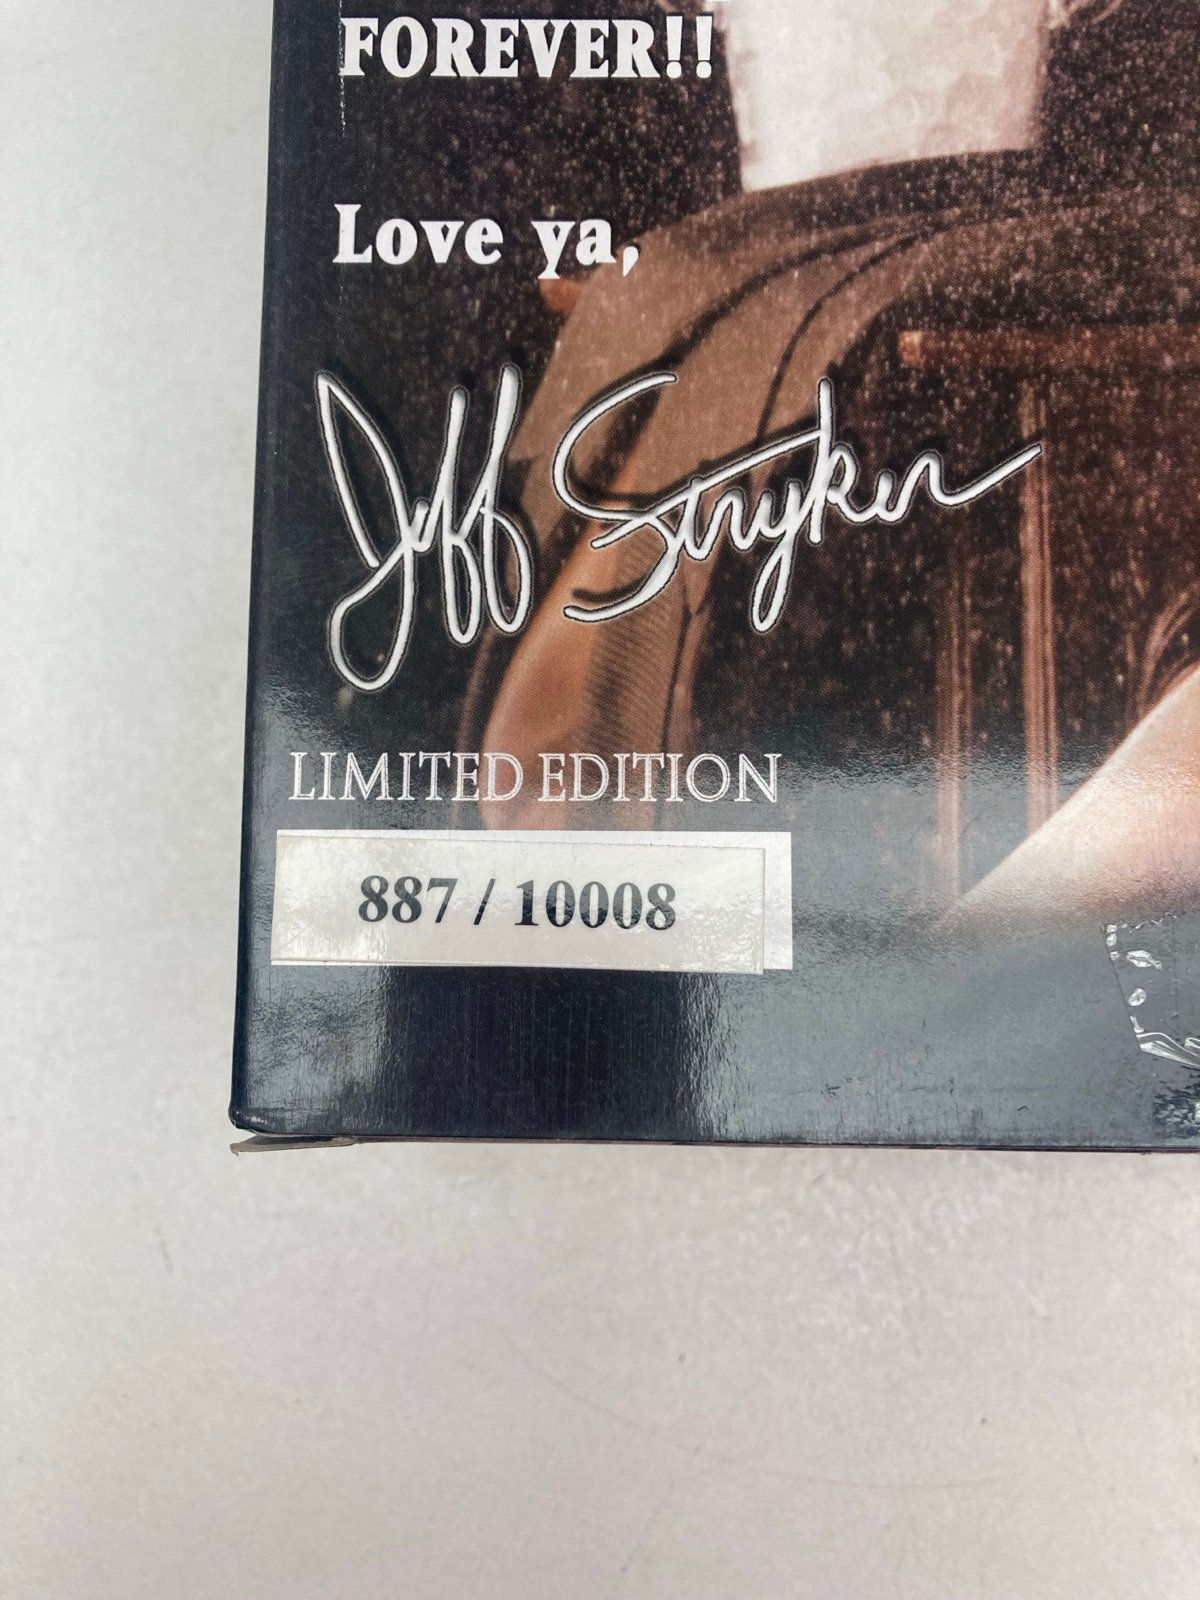 FOREVER!!
Love ya,
Jeff Stryker
LIMITED EDITION
887 / 10008